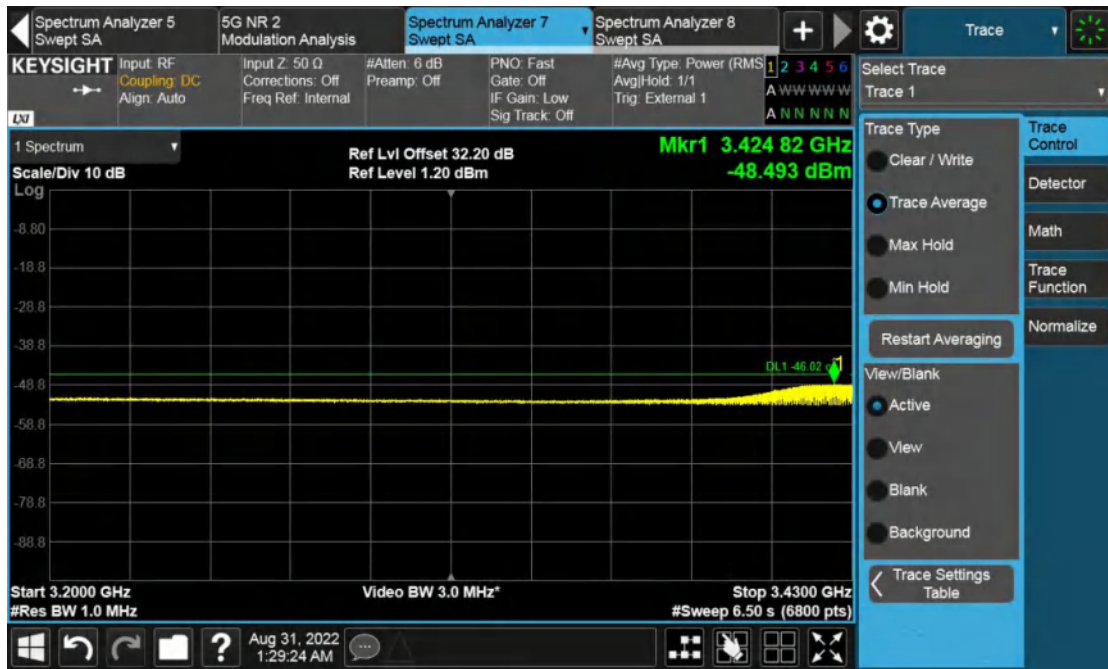 Spectrum Analyzer 5
Swept SA
5G NR 2
Modulation Analysis
Spectrum Analyzer 7
Swept SA
Spectrum Analyzer 8
Swept SA
+
Trace
KEYSIGHT
LXI
Input: RF
Coupling: DC
Align: Auto
Input Z: 50 Ω
Corrections: Off
Freq Ref: Internal
#Atten: 6 dB
Preamp: Off
PNO: Fast
Gate: Off
IF Gain: Low
Sig Track: Off
#Avg Type: Power (RMS
Avg|Hold: 1/1
Trig: External 1
1 2 3 4 5 6
A W W W W W
A N N N N N
Select Trace
Trace 1
1 Spectrum
Scale/Div 10 dB
Ref Lvl Offset 32.20 dB
Ref Level 1.20 dBm
Mkr1 3.424 82 GHz
-48.493 dBm
Log
-8.80
-18.8
-28.8
-38.8
-48.8
-58.8
-68.8
-78.8
-88.8
DL1 -46.02
1
Start 3.2000 GHz
#Res BW 1.0 MHz
Video BW 3.0 MHz*
Stop 3.4300 GHz
#Sweep 6.50 s (6800 pts)
Trace Type
Clear / Write
Trace Average
Max Hold
Min Hold
Restart Averaging
View/Blank
Active
View
Blank
Background
Trace Settings
Table
Trace
Control
Detector
Math
Trace
Function
Normalize
?
Aug 31, 2022
1:29:24 AM